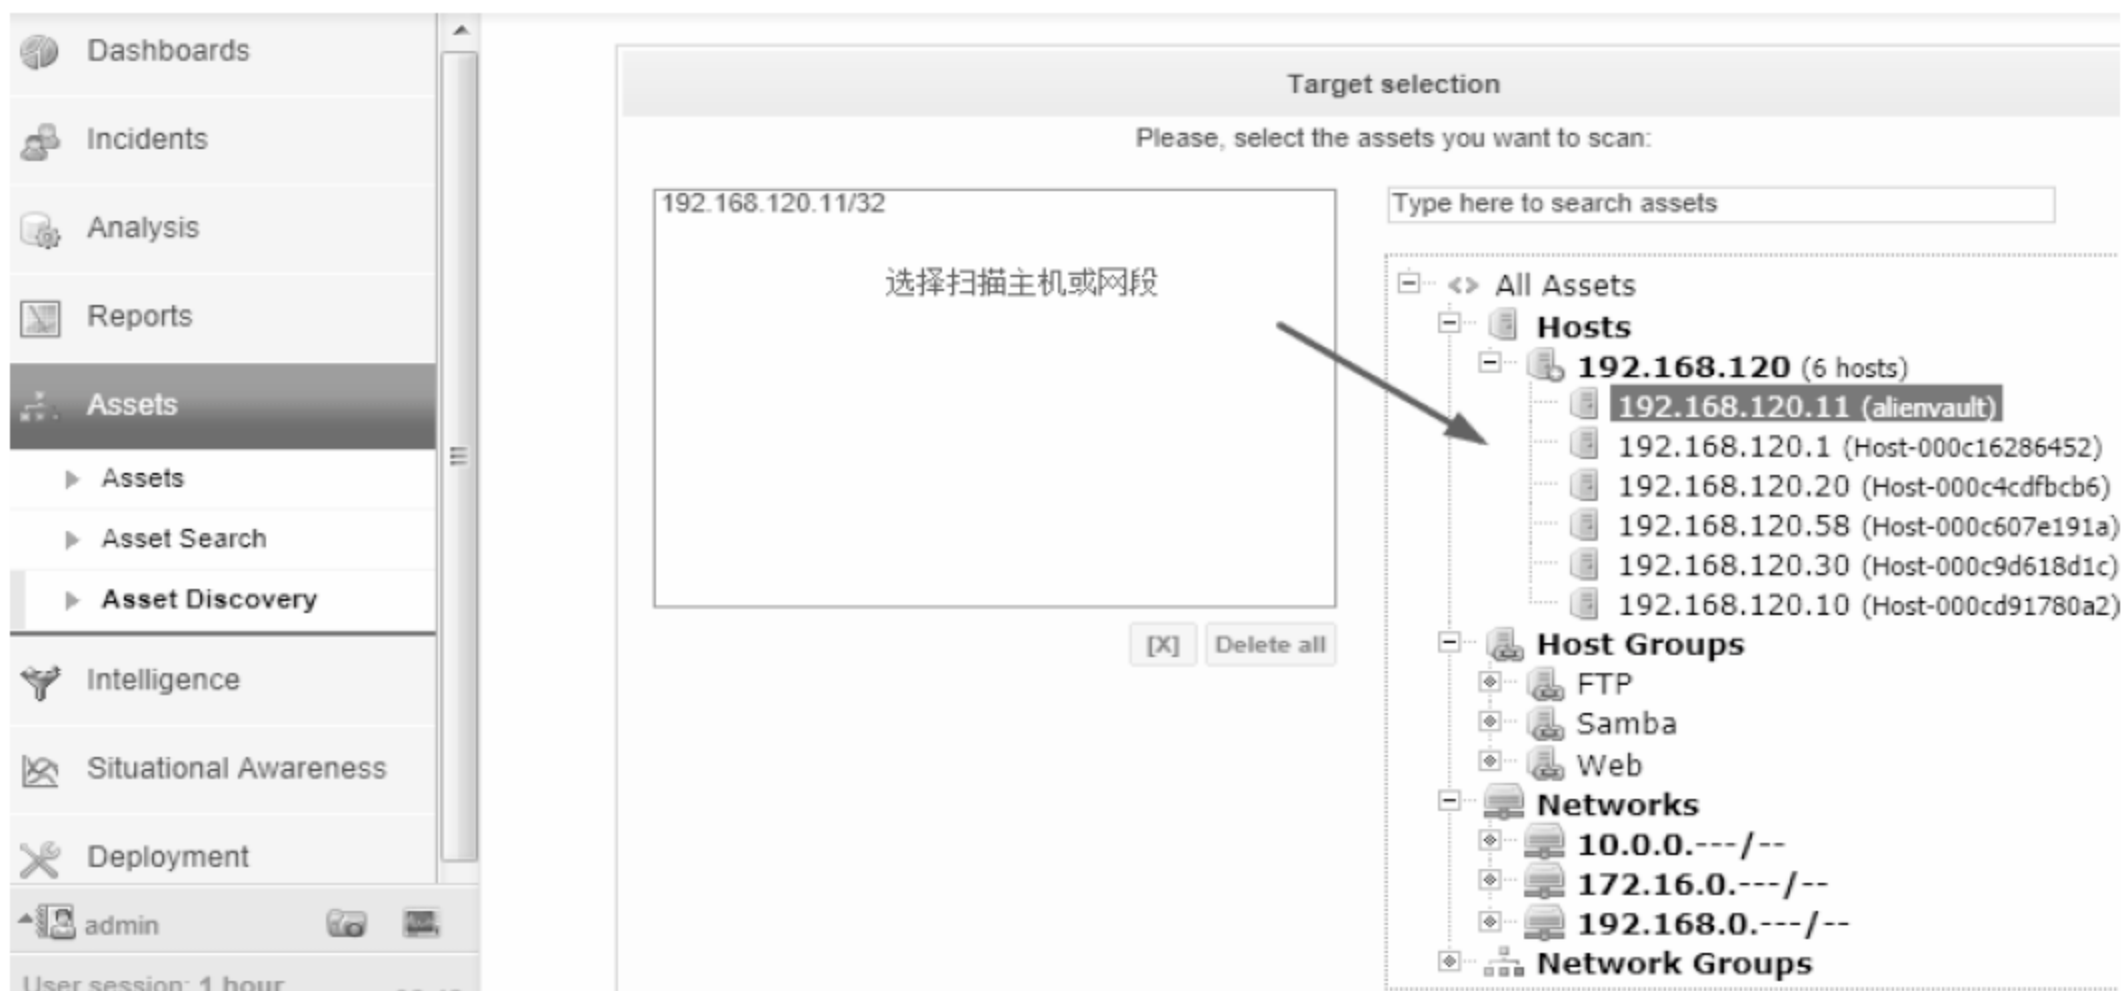 Dashboards
Incidents
Analysis
Reports
Assets
Assets
Asset Search
Asset Discovery
Intelligence
Situational Awareness
Deployment
admin
User session: 1 hour
Target selection
Please, select the assets you want to scan:
192.168.120.11/32
选择扫描主机或网段
[X] Delete all
Type here to search assets
<> All Assets
Hosts
192.168.120 (6 hosts)
192.168.120.11 (alienvault)
192.168.120.1 (Host-000c16286452)
192.168.120.20 (Host-000c4cdfbcb6)
192.168.120.58 (Host-000c607e191a)
192.168.120.30 (Host-000c9d618d1c)
192.168.120.10 (Host-000cd91780a2)
Host Groups
FTP
Samba
Web
Networks
10.0.0.---/--
172.16.0.---/--
192.168.0.---/--
Network Groups